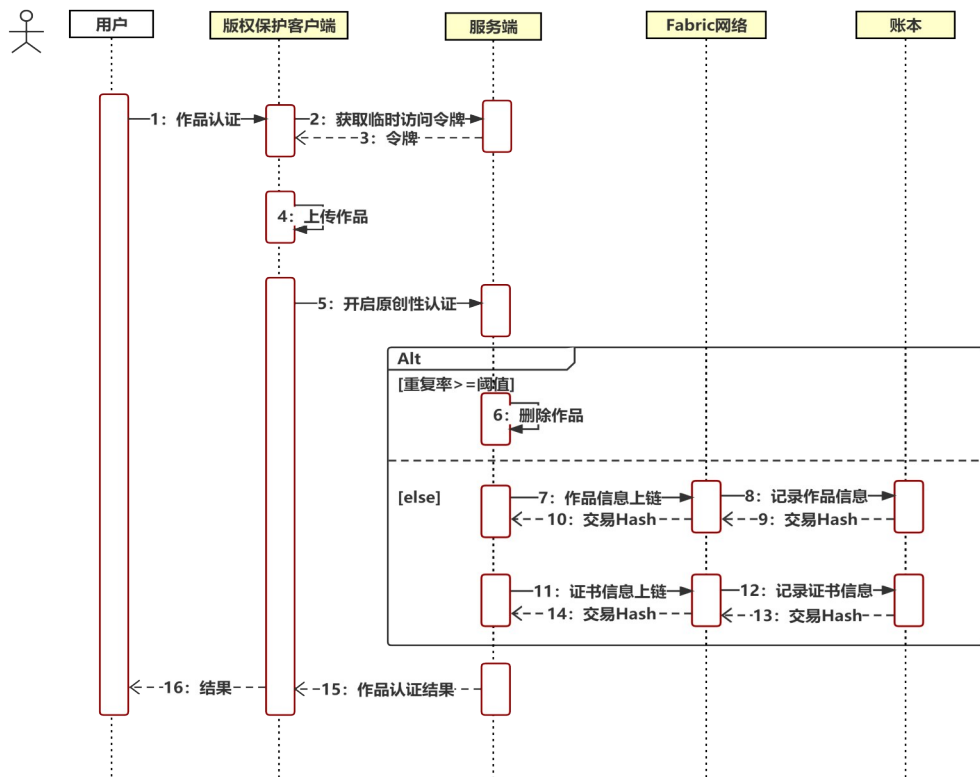 用户
版权保护客户端
服务端
Fabric网络
账本
1：作品认证
2：获取临时访问令牌
3：令牌
4：上传作品
5：开启原创性认证
Alt
[重复率>=阈值]
6：删除作品
[else]
7：作品信息上链
8：记录作品信息
10：交易Hash
9：交易Hash
11：证书信息上链
12：记录证书信息
14：交易Hash
13：交易Hash
16：结果
15：作品认证结果